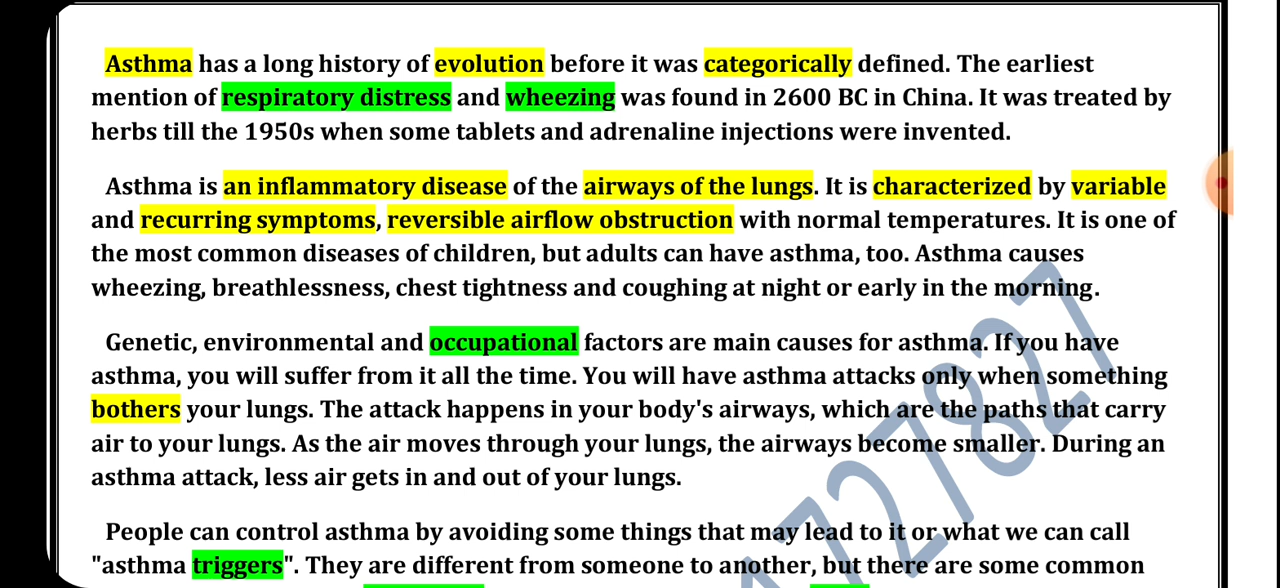 Asthma has a long history of evolution before it was categorically defined. The earliest
mention of respiratory distress and wheezing was found in 2600 BC in China. It was treated by
herbs till the 1950s when some tablets and adrenaline injections were invented.
Asthma is an inflammatory disease of the airways of the lungs. It is characterized by variable
and recurring symptoms, reversible airflow obstruction with normal temperatures. It is one of
the most common diseases of children, but adults can have asthma, too. Asthma causes
wheezing, breathlessness, chest tightness and coughing at night or early in the morning.
Genetic, environmental and occupational factors are main causes for asthma. If you have
asthma, you will suffer from it all the time. You will have asthma attacks only when something
bothers your lungs. The attack happens in your body's airways, which are the paths that carry
air to your lungs. As the air moves through your lungs, the airways become smaller. During an
asthma attack, less air gets in and out of your lungs.
People can control asthma by avoiding some things that may lead to it or what we can call
"asthma triggers". They are different from someone to another, but there are some common